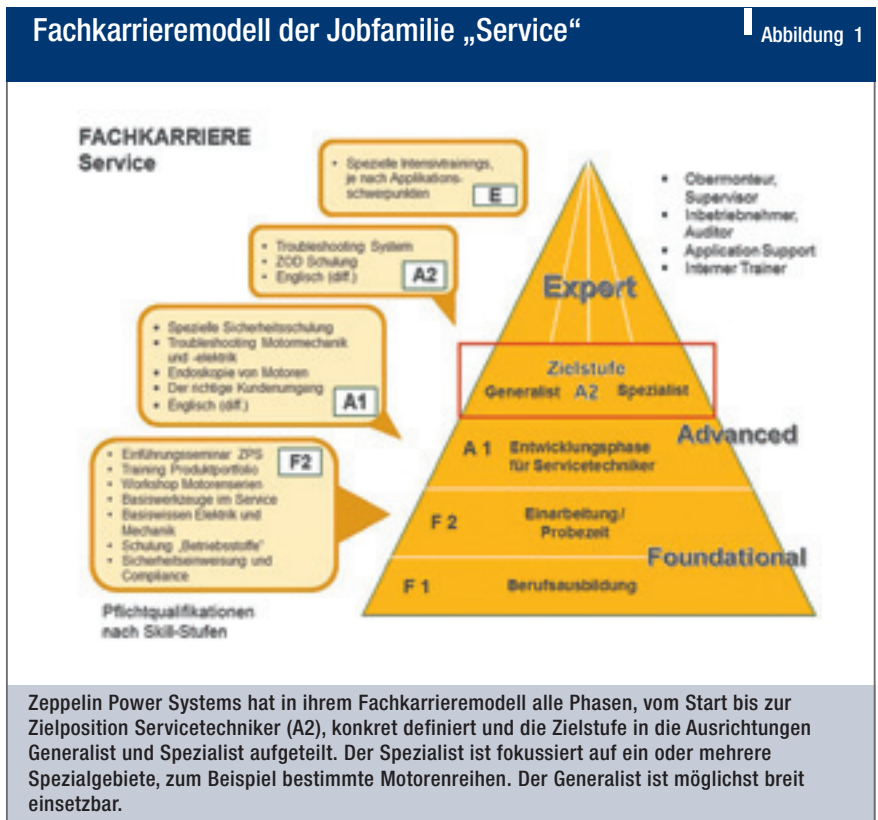 Fachkarrieremodell der Jobfamilie „Service“
Abbildung 1
FACHKARRIERE
Service
• Spezielle Intensivtrainings,
je nach Applikations-
schwerpunkten
E
• Troubleshooting System
• ZOD Schulung
• Englisch (diff.)
A2
• Spezielle Sicherheitsschulung
• Troubleshooting Motormechanik
und -elektrik
• Endoskopie von Motoren
• Der richtige Kundenumgang
• Englisch (diff.)
A1
• Einführungsseminar ZPS
• Training Produktportfolio
• Workshop Motorenserien
• Basiswerkzeuge im Service
• Basiswissen Elektrik und
Mechanik
• Schulung „Betriebsstoffe“
• Sicherheitseinweisung und
Compliance
F2
Pflichtqualifikationen
nach Skill-Stufen
• Obermonteur,
Supervisor
• Inbetriebnehmer,
Auditor
• Application Support
• Interner Trainer
Expert
Zielstufe
Generalist A2 Spezialist
Advanced
A 1 Entwicklungsphase
für Servicetechniker
F 2 Einarbeitung/
Probezeit
Foundational
F 1 Berufsausbildung
Zeppelin Power Systems hat in ihrem Fachkarrieremodell alle Phasen, vom Start bis zur
Zielposition Servicetechniker (A2), konkret definiert und die Zielstufe in die Ausrichtungen
Generalist und Spezialist aufgeteilt. Der Spezialist ist fokussiert auf ein oder mehrere
Spezialgebiete, zum Beispiel bestimmte Motorenreihen. Der Generalist ist möglichst breit
einsetzbar.